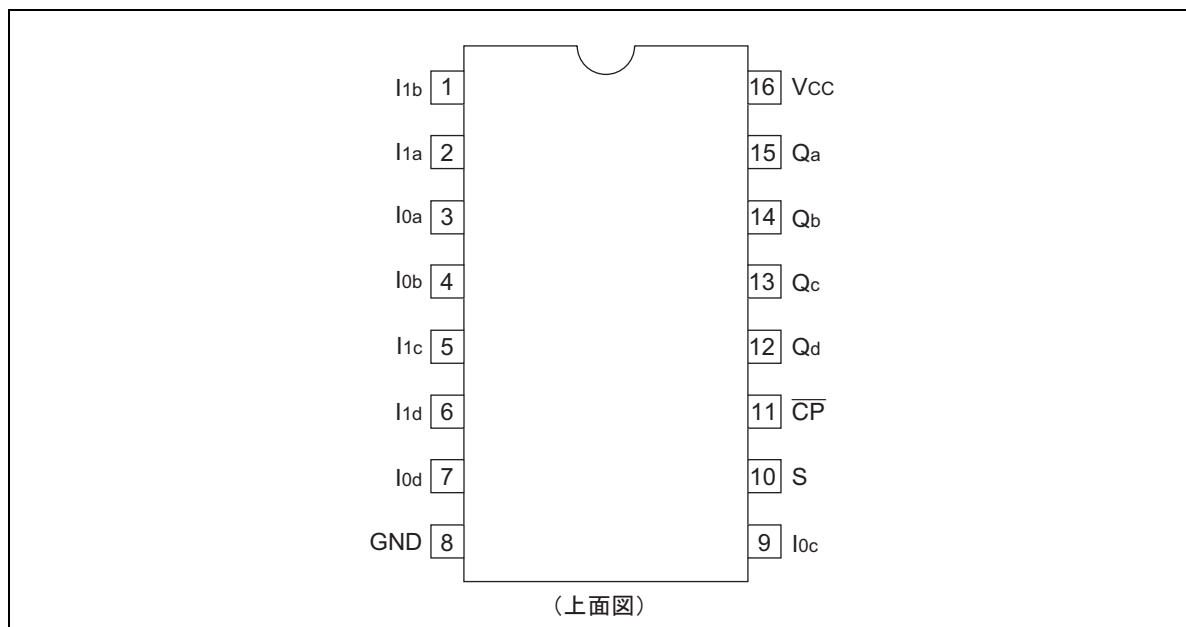 I1b 1 16 VCC
I1a 2 15 Qa
I0a 3 14 Qb
I0b 4 13 Qc
I1c 5 12 Qd
I1d 6 11 C̅P̅
I0d 7 10 S
GND 8 9 I0c
(上面図)